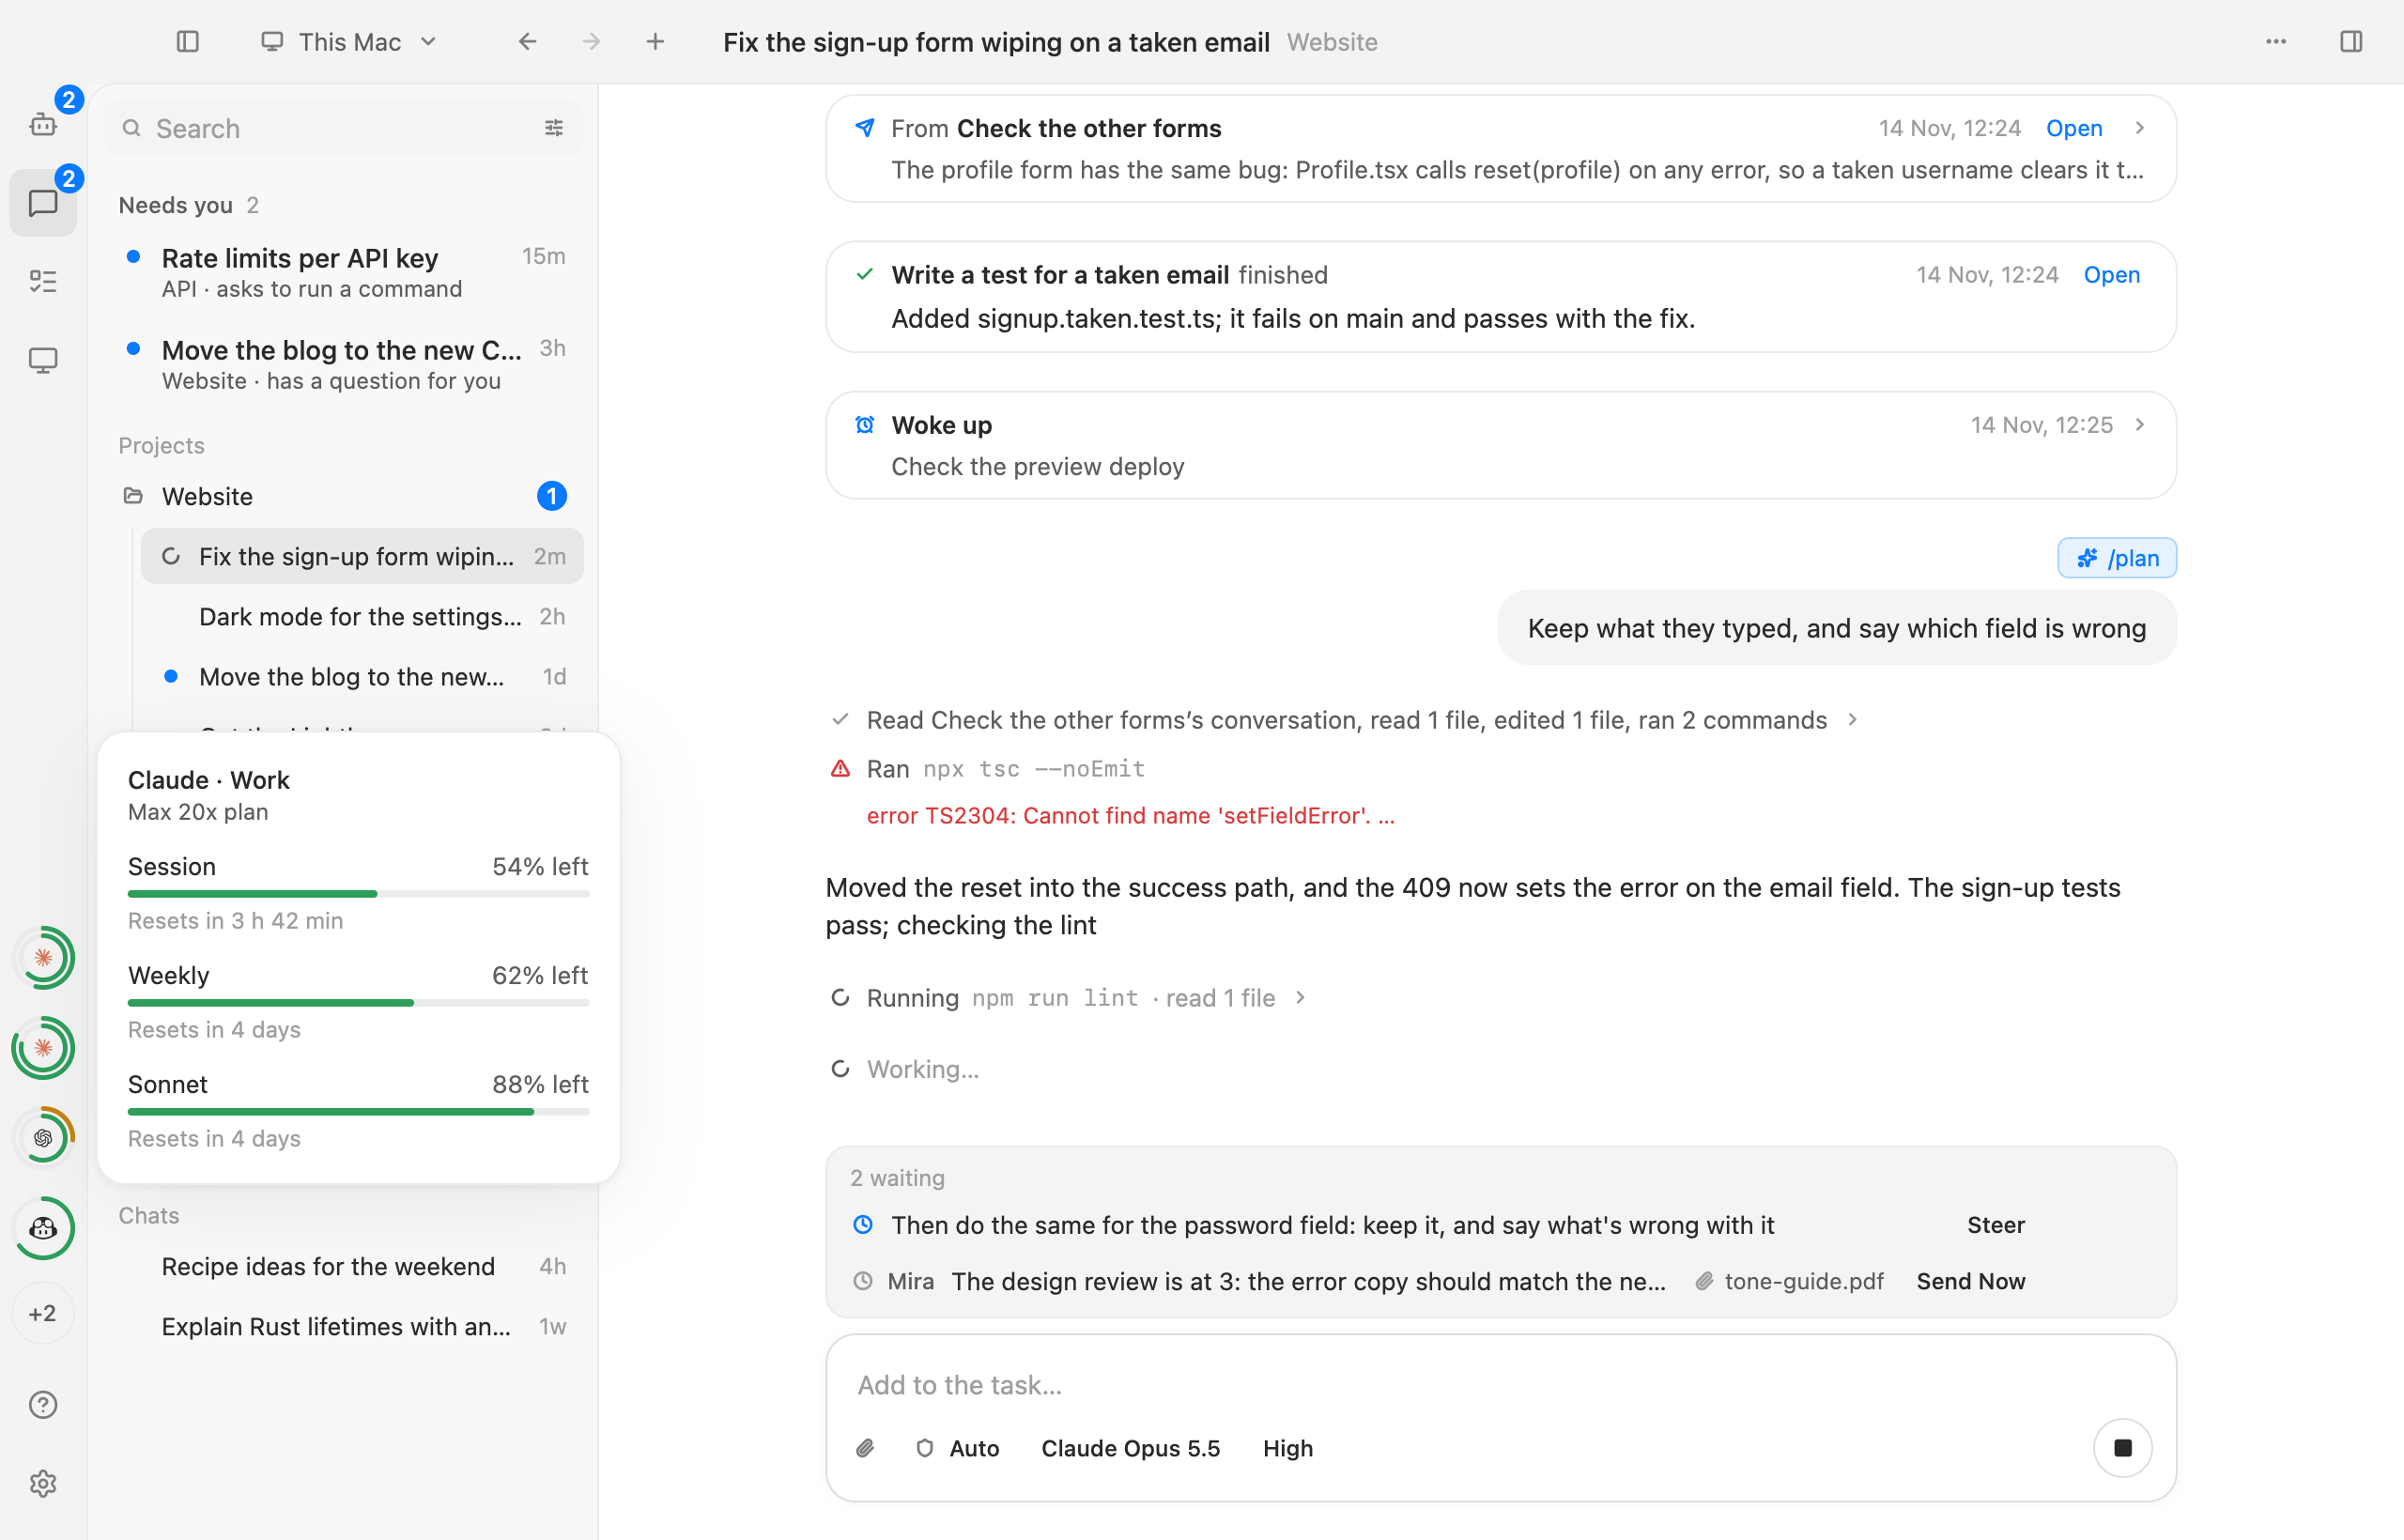 This Mac
Fix the sign-up form wiping on a taken email Website
2
2
Search
Needs you 2
Rate limits per API key 15m
API · asks to run a command
Move the blog to the new C... 3h
Website · has a question for you
Projects
Website 1
Fix the sign-up form wipin... 2m
Dark mode for the settings... 2h
Move the blog to the new... 1d
Claude · Work
Max 20x plan
Session 54% left
Resets in 3 h 42 min
Weekly 62% left
Resets in 4 days
Sonnet 88% left
Resets in 4 days
+2
Chats
Recipe ideas for the weekend 4h
Explain Rust lifetimes with an... 1w
From Check the other forms 14 Nov, 12:24 Open
The profile form has the same bug: Profile.tsx calls reset(profile) on any error, so a taken username clears it t...
Write a test for a taken email finished 14 Nov, 12:24 Open
Added signup.taken.test.ts; it fails on main and passes with the fix.
Woke up 14 Nov, 12:25
Check the preview deploy
/plan
Keep what they typed, and say which field is wrong
Read Check the other forms’s conversation, read 1 file, edited 1 file, ran 2 commands
Ran npx tsc --noEmit
error TS2304: Cannot find name 'setFieldError'. ...
Moved the reset into the success path, and the 409 now sets the error on the email field. The sign-up tests
pass; checking the lint
Running npm run lint · read 1 file
Working...
2 waiting
Then do the same for the password field: keep it, and say what's wrong with it Steer
Mira The design review is at 3: the error copy should match the ne... tone-guide.pdf Send Now
Add to the task...
Auto Claude Opus 5.5 High